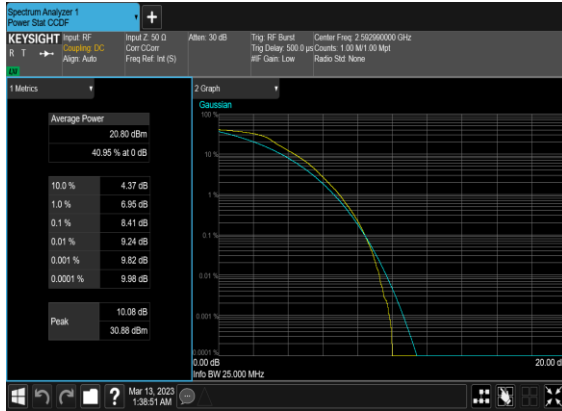 Spectrum Analyzer 1
Power Stat CCDF
+
KEYSIGHT
R T
LXI
Input: RF
Coupling: DC
Align: Auto
Input Z: 50 Ω
Corr CCorr
Freq Ref: Int (S)
Atten: 30 dB
Trig: RF Burst
Trig Delay: 500.0 µs
#IF Gain: Low
Center Freq: 2.592990000 GHz
Counts: 1.00 M/1.00 Mpt
Radio Std: None
1 Metrics
Average Power
20.80 dBm
40.95 % at 0 dB
10.0 % 4.37 dB
1.0 % 6.95 dB
0.1 % 8.41 dB
0.01 % 9.24 dB
0.001 % 9.82 dB
0.0001 % 9.98 dB
Peak
10.08 dB
30.88 dBm
2 Graph
Gaussian
100 %
10 %
1 %
0.1 %
0.01 %
0.001 %
0.0001 %
0.00 dB
20.00 d
Info BW 25.000 MHz
?
Mar 13, 2023
1:38:51 AM